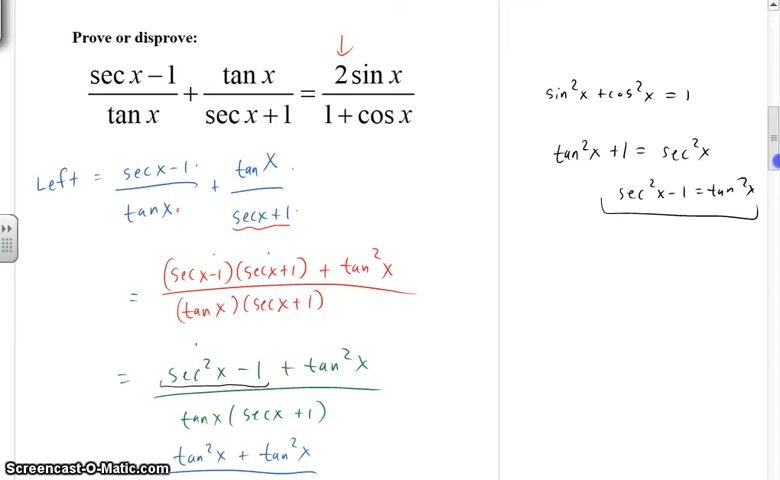 Prove or disprove:
(sec x − 1)/(tan x) + (tan x)/(sec x + 1) = (2 sin x)/(1 + cos x)
Left = (sec x − 1)/(tan x) + (tan x)/(sec x + 1)
= ((sec x − 1)(sec x + 1) + tan²x)/((tan x)(sec x + 1))
= (sec²x − 1 + tan²x)/(tan x (sec x + 1))
tan²x + tan²x
sin²x + cos²x = 1
tan²x + 1 = sec²x
sec²x − 1 = tan²x
Screencast-O-Matic.com